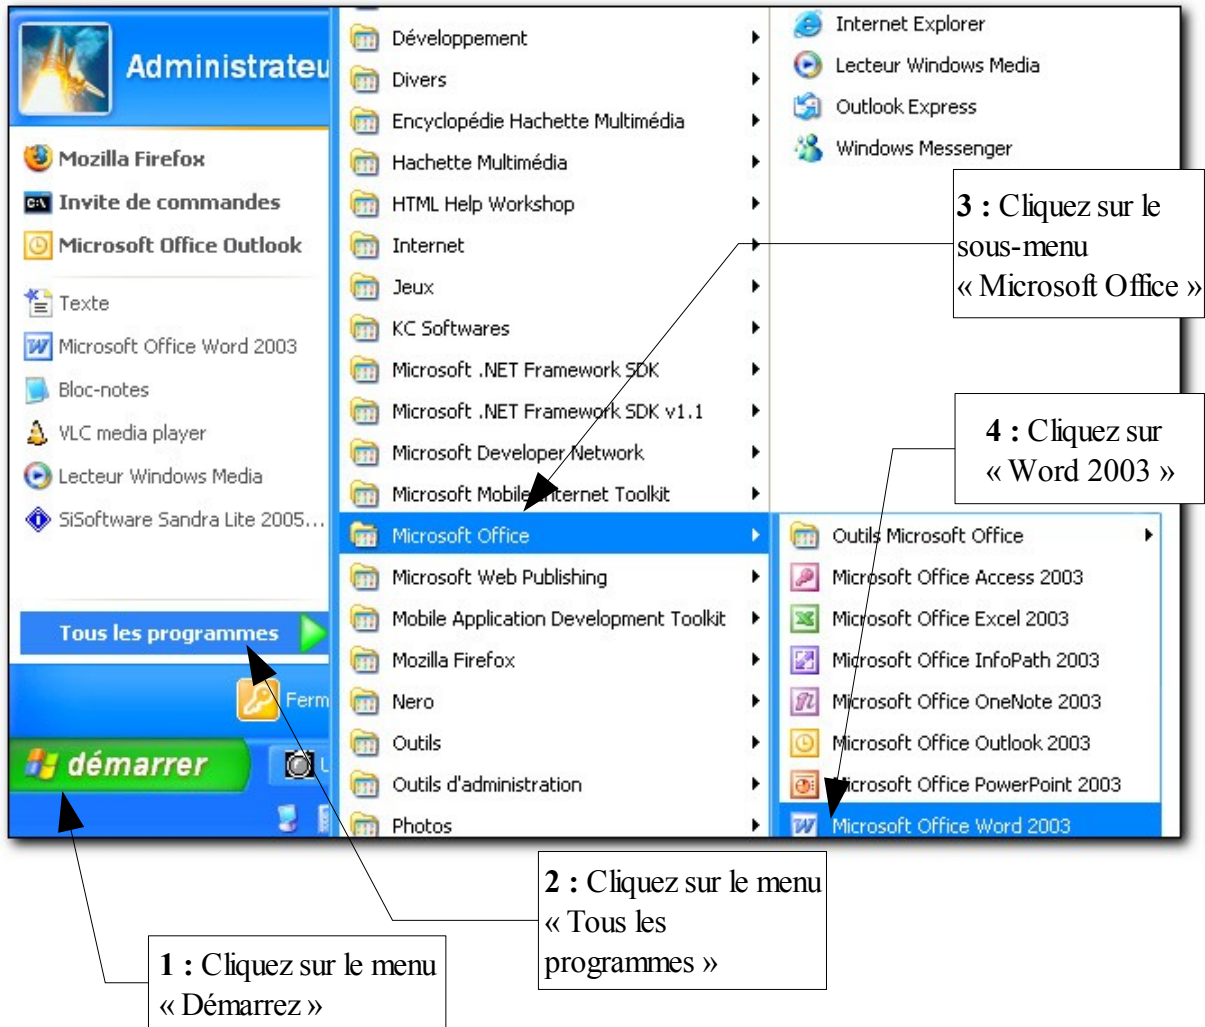 Administrateu
Mozilla Firefox
Invite de commandes
Microsoft Office Outlook
Texte
Microsoft Office Word 2003
Bloc-notes
VLC media player
Lecteur Windows Media
SiSoftware Sandra Lite 2005...
Tous les programmes
Ferm
démarrer
Développement
Divers
Encyclopédie Hachette Multimédia
Hachette Multimédia
HTML Help Workshop
Internet
Jeux
KC Softwares
Microsoft .NET Framework SDK
Microsoft .NET Framework SDK v1.1
Microsoft Developer Network
Microsoft Mobile Internet Toolkit
Microsoft Office
Microsoft Web Publishing
Mobile Application Development Toolkit
Mozilla Firefox
Nero
Outils
Outils d'administration
Photos
Internet Explorer
Lecteur Windows Media
Outlook Express
Windows Messenger
3 : Cliquez sur le
sous-menu
« Microsoft Office »
4 : Cliquez sur
« Word 2003 »
Outils Microsoft Office
Microsoft Office Access 2003
Microsoft Office Excel 2003
Microsoft Office InfoPath 2003
Microsoft Office OneNote 2003
Microsoft Office Outlook 2003
Microsoft Office PowerPoint 2003
Microsoft Office Word 2003
2 : Cliquez sur le menu
« Tous les
programmes »
1 : Cliquez sur le menu
« Démarrez »